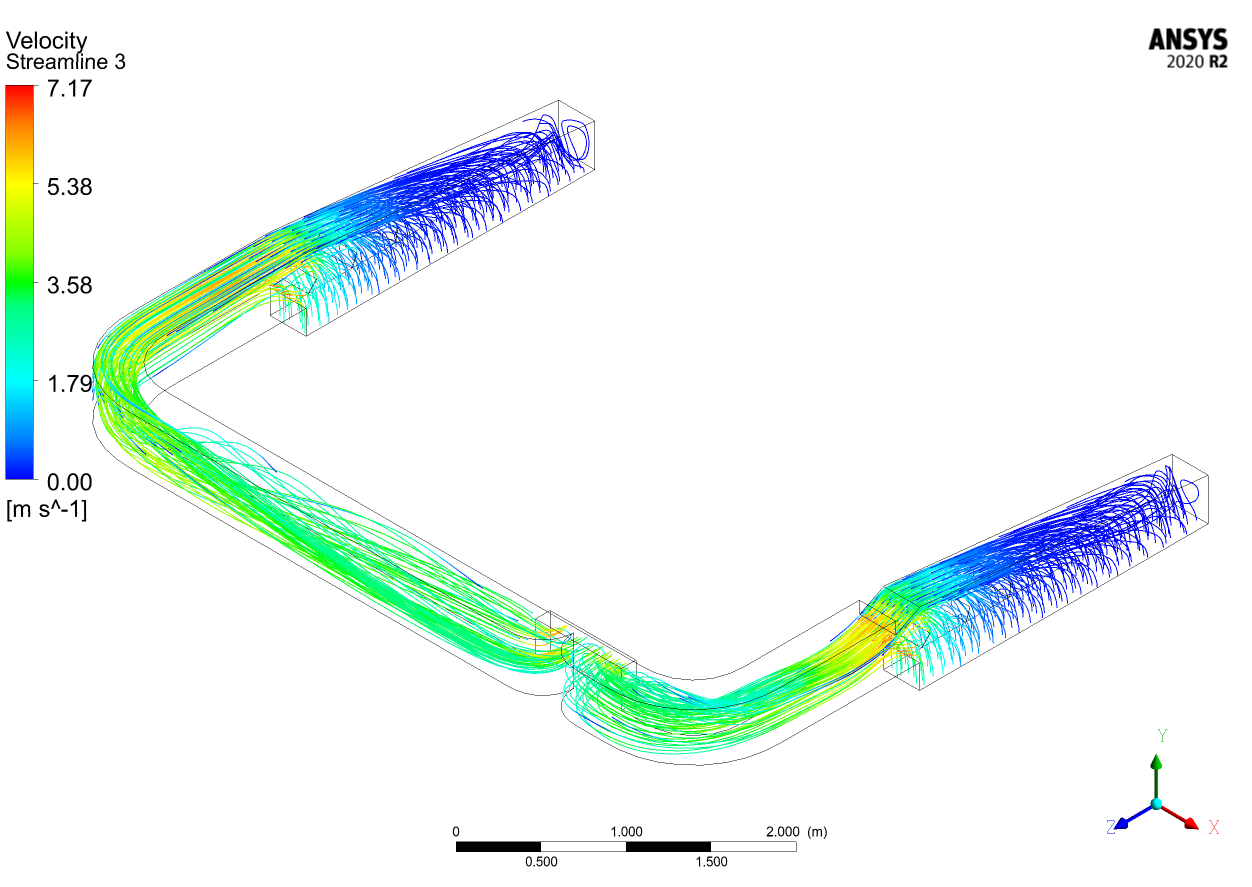 Velocity
Streamline 3
7.17
5.38
3.58
1.79
0.00
[m s^-1]
ANSYS
2020 R2
0 1.000 2.000 (m)
0.500 1.500
Y
Z X